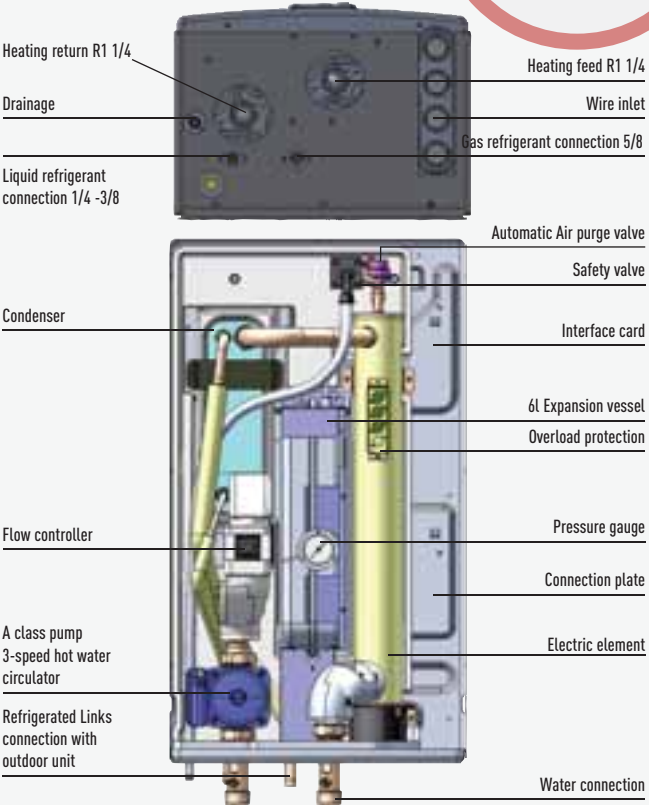 Heating return R1 1/4
Heating feed R1 1/4
Drainage
Wire inlet
Gas refrigerant connection 5/8
Liquid refrigerant
connection 1/4 -3/8
Automatic Air purge valve
Safety valve
Condenser
Interface card
6l Expansion vessel
Overload protection
Flow controller
Pressure gauge
Connection plate
A class pump
3-speed hot water
circulator
Electric element
Refrigerated Links
connection with
outdoor unit
Water connection